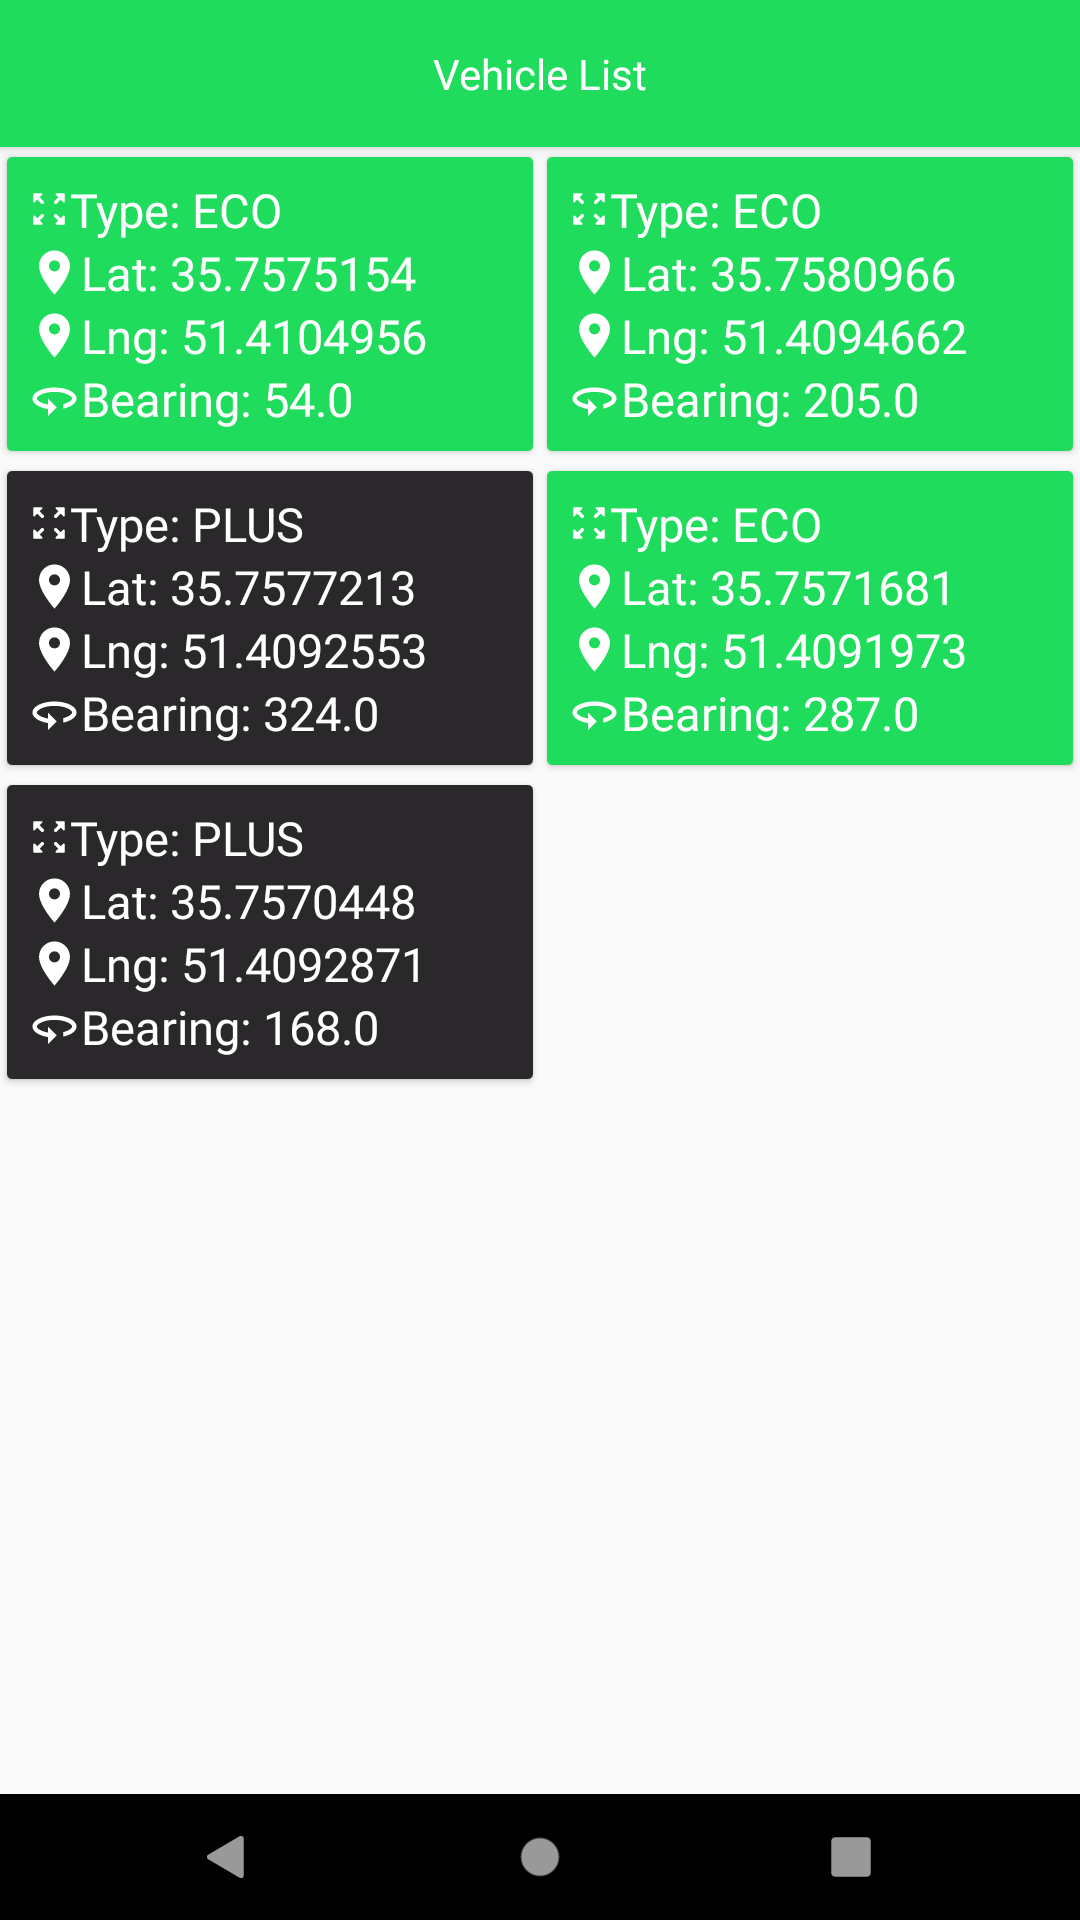 Vehicle List
Type: ECO
Lat: 35.7575154
Lng: 51.4104956
Bearing: 54.0
Type: ECO
Lat: 35.7580966
Lng: 51.4094662
Bearing: 205.0
Type: PLUS
Lat: 35.7577213
Lng: 51.4092553
Bearing: 324.0
Type: ECO
Lat: 35.7571681
Lng: 51.4091973
Bearing: 287.0
Type: PLUS
Lat: 35.7570448
Lng: 51.4092871
Bearing: 168.0